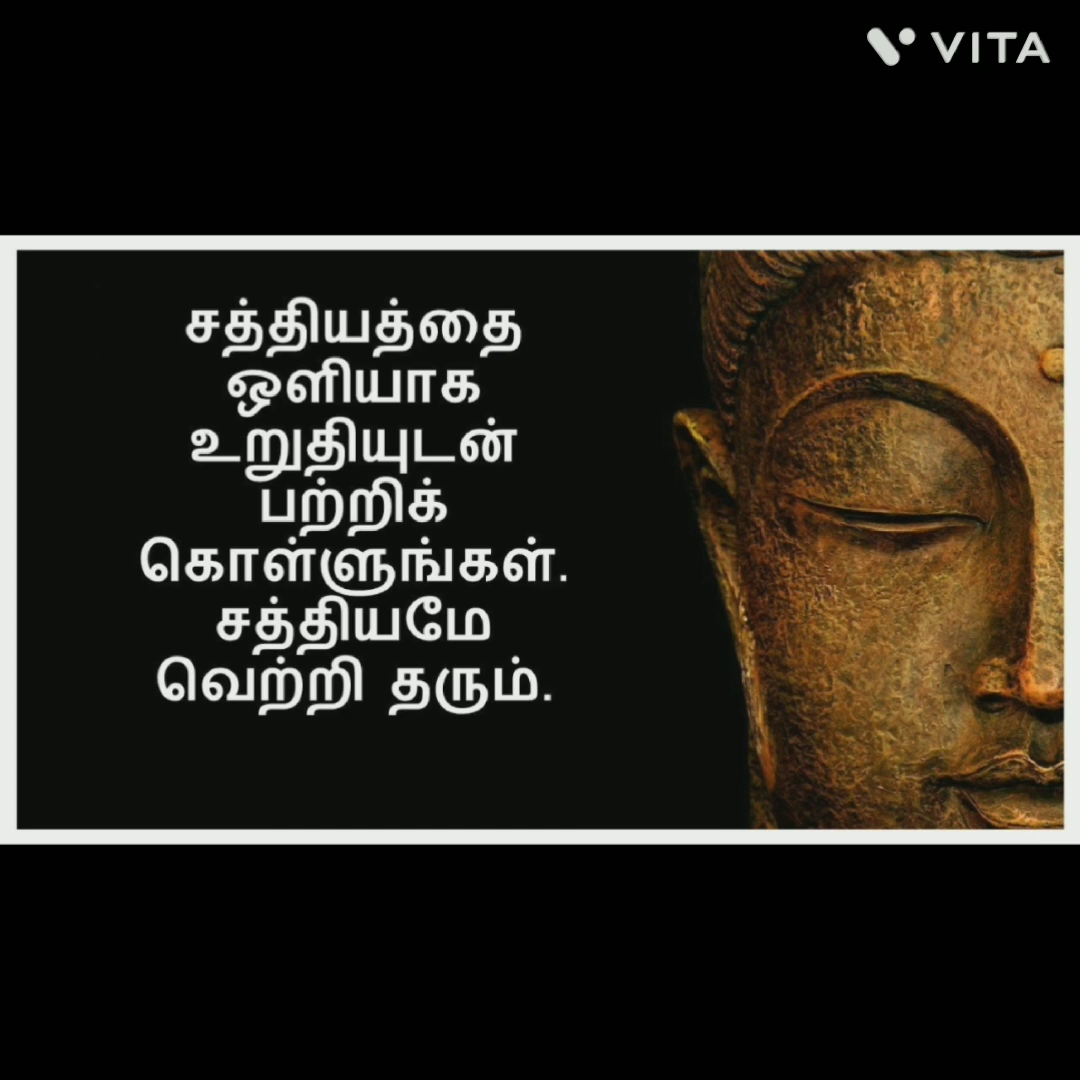 VITA
சத்தியத்தை
ஒளியாக
உறுதியுடன்
பற்றிக்
கொள்ளுங்கள்.
சத்தியமே
வெற்றி தரும்.